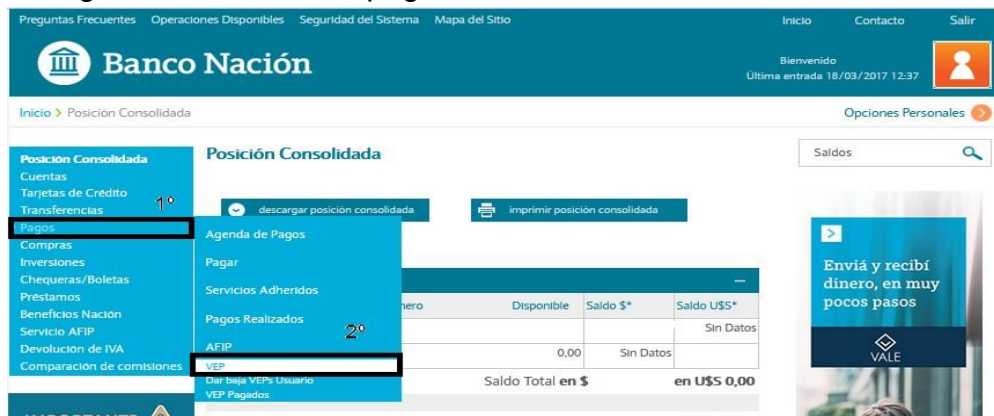 Preguntas Frecuentes Operaciones Disponibles Seguridad del Sistema Mapa del Sitio Inicio Contacto Salir
Banco Nación
Bienvenido
Última entrada 18/03/2017 12:37
Inicio > Posición Consolidada
Opciones Personales >
Posición Consolidada
Cuentas
Tarjetas de Crédito
Transferencias
1º
Pagos
Compras
Inversiones
Chequeras/Boletas
Préstamos
Beneficios Nación
Servicio AFIP
Devolución de IVA
Comparación de comisiones
Agenda de Pagos
Pagar
Servicios Adheridos
Pagos Realizados
2º
AFIP
VEP
Dar baja VEPs Usuario
VEP Pagados
Posición Consolidada
descargar posición consolidada
imprimir posición consolidada
Disponible Saldo $* Saldo U$S*
Sin Datos
0,00 Sin Datos
Saldo Total en $ en U$S 0,00
Saldos
Enviá y recibí
dinero, en muy
pocos pasos
VALE